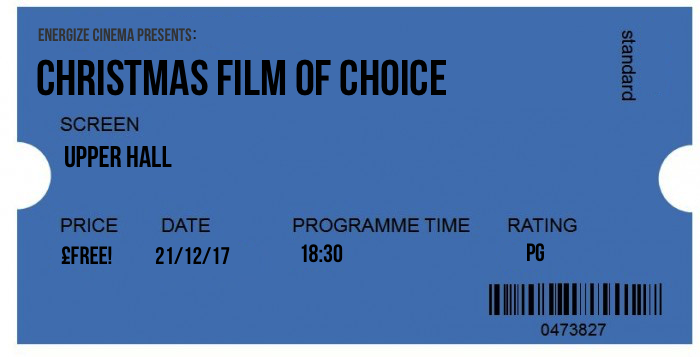 ENERGIZE CINEMA PRESENTS:
CHRISTMAS FILM OF CHOICE
standard
SCREEN
UPPER HALL
PRICE DATE PROGRAMME TIME RATING
£FREE! 21/12/17 18:30 PG
0473827